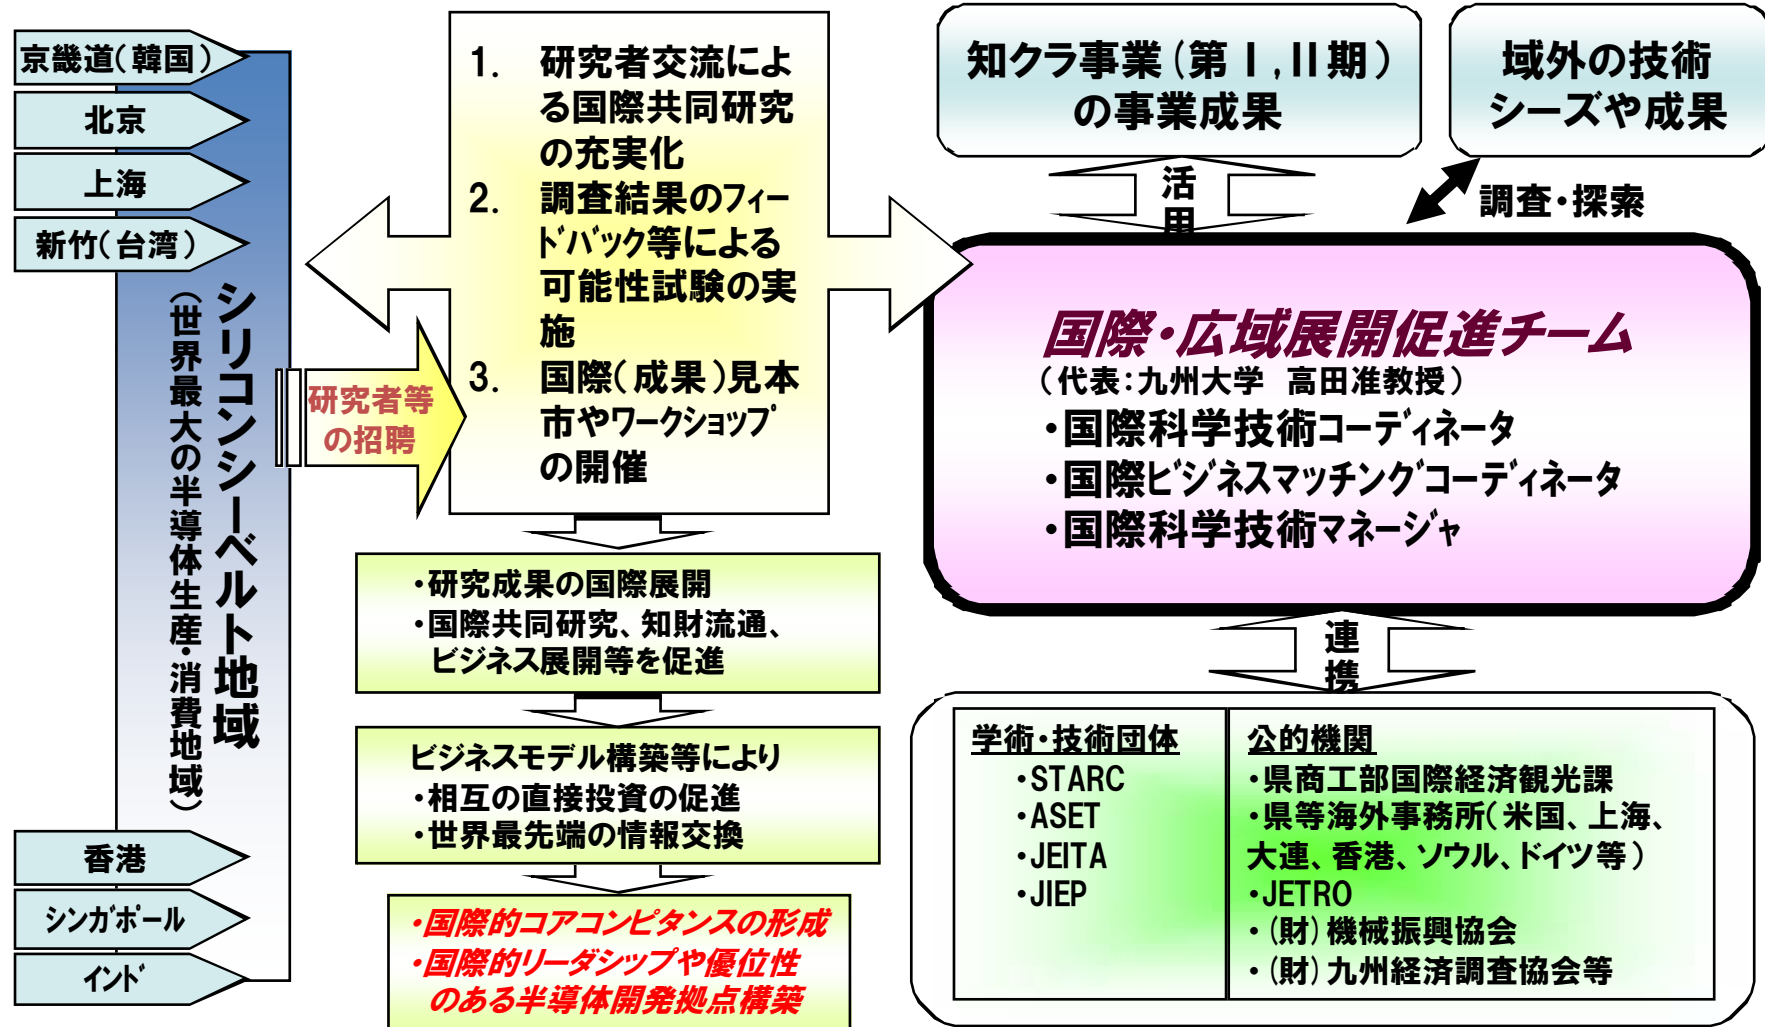 京畿道(韓国)
北京
上海
新竹(台湾)
シリコンシーベルト地域
(世界最大の半導体生産・消費地域)
香港
シンガポール
インド
研究者等
の招聘
1. 研究者交流によ
る国際共同研究
の充実化
2. 調査結果のフィー
ドバック等による
可能性試験の実
施
3. 国際(成果)見本
市やワークショップ
の開催
・研究成果の国際展開
・国際共同研究、知財流通、
ビジネス展開等を促進
ビジネスモデル構築等により
・相互の直接投資の促進
・世界最先端の情報交換
・国際的コアコンピタンスの形成
・国際的リーダシップや優位性
のある半導体開発拠点構築
知クラ事業(第Ⅰ,Ⅱ期)
の事業成果
域外の技術
シーズや成果
活用
調査・探索
国際・広域展開促進チーム
(代表:九州大学 高田准教授)
・国際科学技術コーディネータ
・国際ビジネスマッチングコーディネータ
・国際科学技術マネージャ
連携
学術・技術団体
・STARC
・ASET
・JEITA
・JIEP
公的機関
・県商工部国際経済観光課
・県等海外事務所(米国、上海、
大連、香港、ソウル、ドイツ等)
・JETRO
・(財)機械振興協会
・(財)九州経済調査協会等